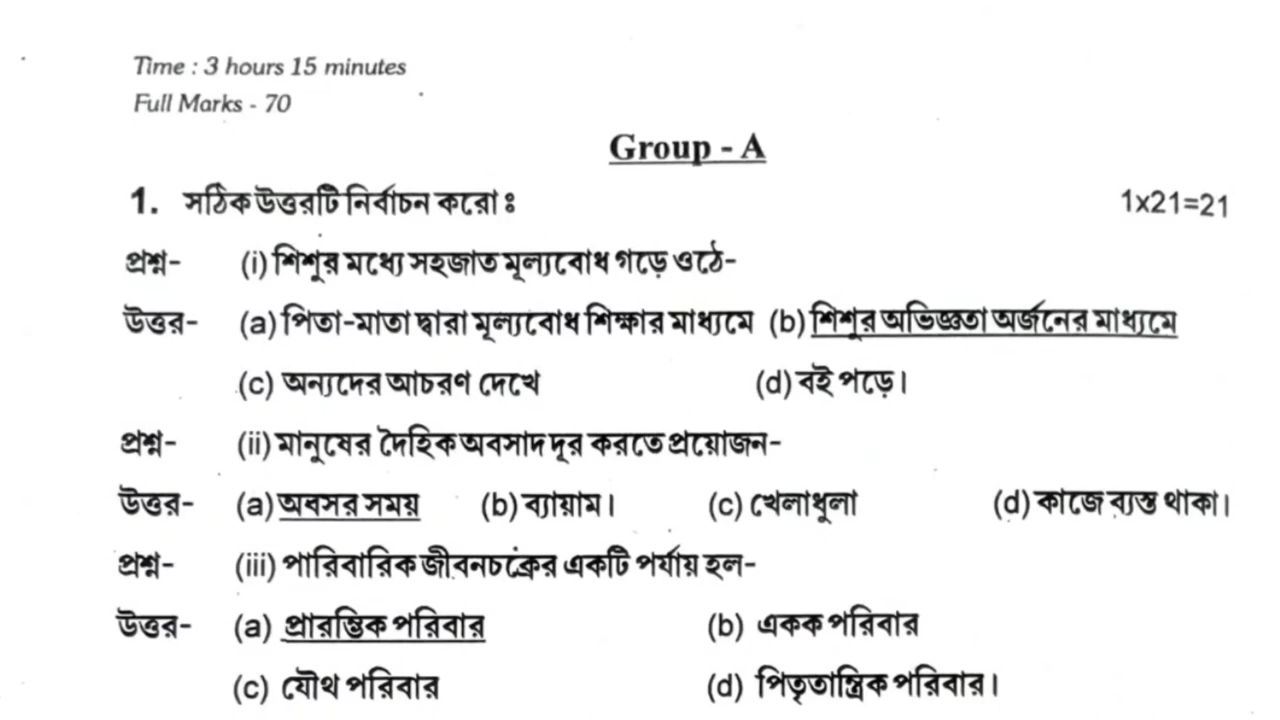 Time : 3 hours 15 minutes
Full Marks - 70
Group - A
1. সঠিক উত্তরটি নির্বাচন করো ঃ 1x21=21
প্রশ্ন- (i) শিশুর মধ্যে সহজাত মূল্যবোধ গড়ে ওঠে-
উত্তর- (a) পিতা-মাতা দ্বারা মূল্যবোধ শিক্ষার মাধ্যমে (b) শিশুর অভিজ্ঞতা অর্জনের মাধ্যমে
(c) অন্যদের আচরণ দেখে (d) বই পড়ে।
প্রশ্ন- (ii) মানুষের দৈহিক অবসাদ দূর করতে প্রয়োজন-
উত্তর- (a) অবসর সময় (b) ব্যায়াম। (c) খেলাধুলা (d) কাজে ব্যস্ত থাকা।
প্রশ্ন- (iii) পারিবারিক জীবনচক্রের একটি পর্যায় হল-
উত্তর- (a) প্রারম্ভিক পরিবার (b) একক পরিবার
(c) যৌথ পরিবার (d) পিতৃতান্ত্রিক পরিবার।